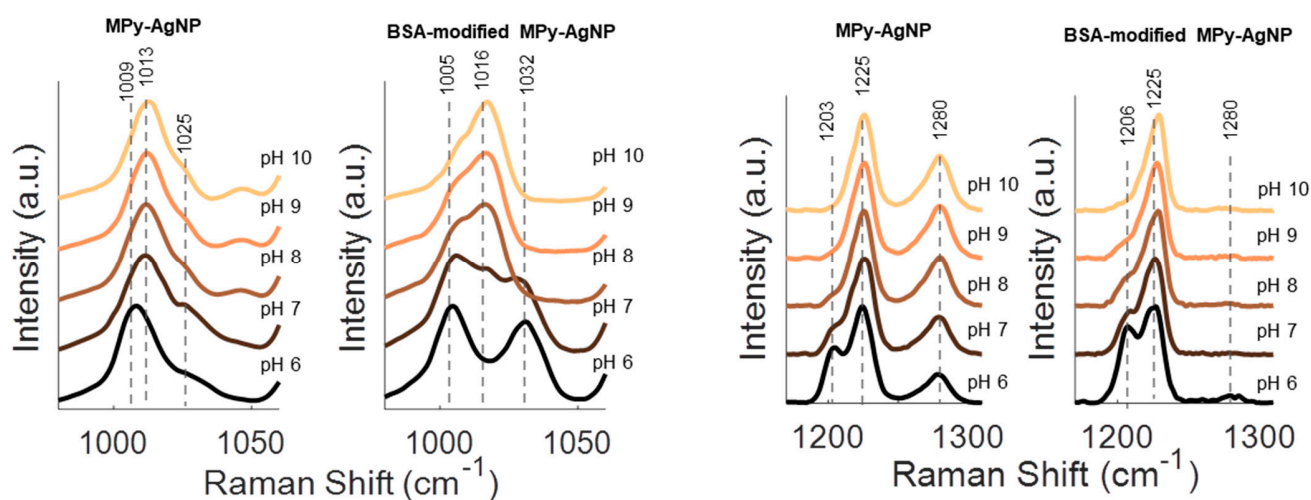 MPy-AgNP
1009
1013
1025
pH 10
pH 9
pH 8
pH 7
pH 6
1000
1050
Intensity (a.u.)
BSA-modified MPy-AgNP
1005
1016
1032
pH 10
pH 9
pH 8
pH 7
pH 6
1000
1050
Intensity (a.u.)
Raman Shift (cm⁻¹)
MPy-AgNP
1203
1225
1280
pH 10
pH 9
pH 8
pH 7
pH 6
1200
1300
Intensity (a.u.)
BSA-modified MPy-AgNP
1206
1225
1280
pH 10
pH 9
pH 8
pH 7
pH 6
1200
1300
Intensity (a.u.)
Raman Shift (cm⁻¹)